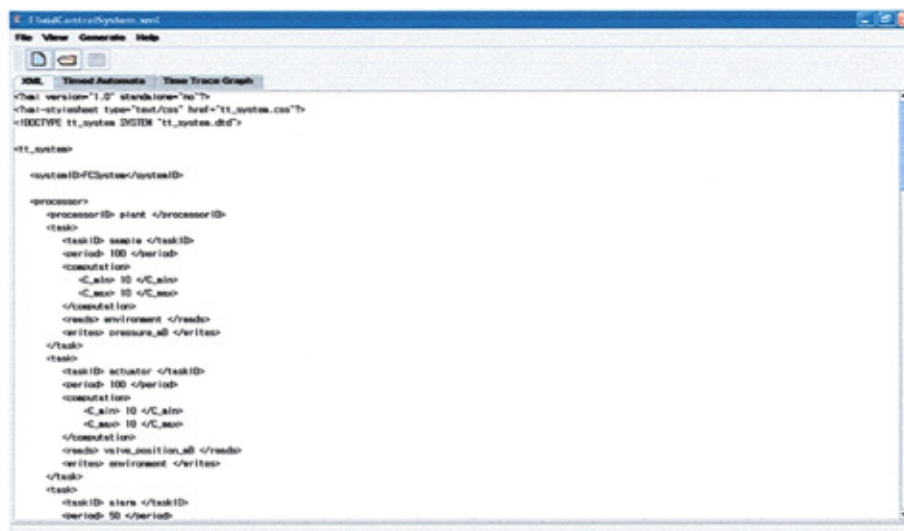 FluidControlSystem.xml
File View Generate Help
XML Timed Automata Time Trace Graph
<?xml version="1.0" standalone="no"?>
<?xml-stylesheet type="text/css" href="tt_system.css"?>
<!DOCTYPE tt_system SYSTEM "tt_system.dtd">
<tt_system>
<systemID>FCSystem</systemID>
<processor>
<processorID> plant </processorID>
<task>
<taskID> sample </taskID>
<period> 100 </period>
<computation>
<C_min> 10 </C_min>
<C_max> 10 </C_max>
</computation>
<reads> environment </reads>
<writes> pressure_mB </writes>
</task>
<task>
<taskID> actuator </taskID>
<period> 100 </period>
<computation>
<C_min> 10 </C_min>
<C_max> 10 </C_max>
</computation>
<reads> valve_position_mB </reads>
<writes> environment </writes>
</task>
<task>
<taskID> alarm </taskID>
<period> 50 </period>